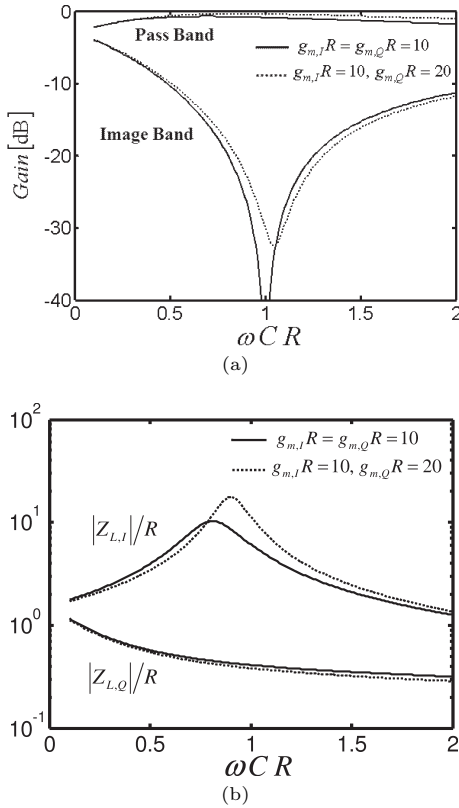 0
-10
-20
-30
-40
Gain[dB]
Pass Band
g_{m,I}R = g_{m,Q}R = 10
g_{m,I}R = 10, g_{m,Q}R = 20
Image Band
0 0.5 1 1.5 2
ωCR
(a)
10^2
10^1
10^0
10^{-1}
g_{m,I}R = g_{m,Q}R = 10
g_{m,I}R = 10, g_{m,Q}R = 20
|Z_{L,I}|/R
|Z_{L,Q}|/R
0 0.5 1 1.5 2
ωCR
(b)